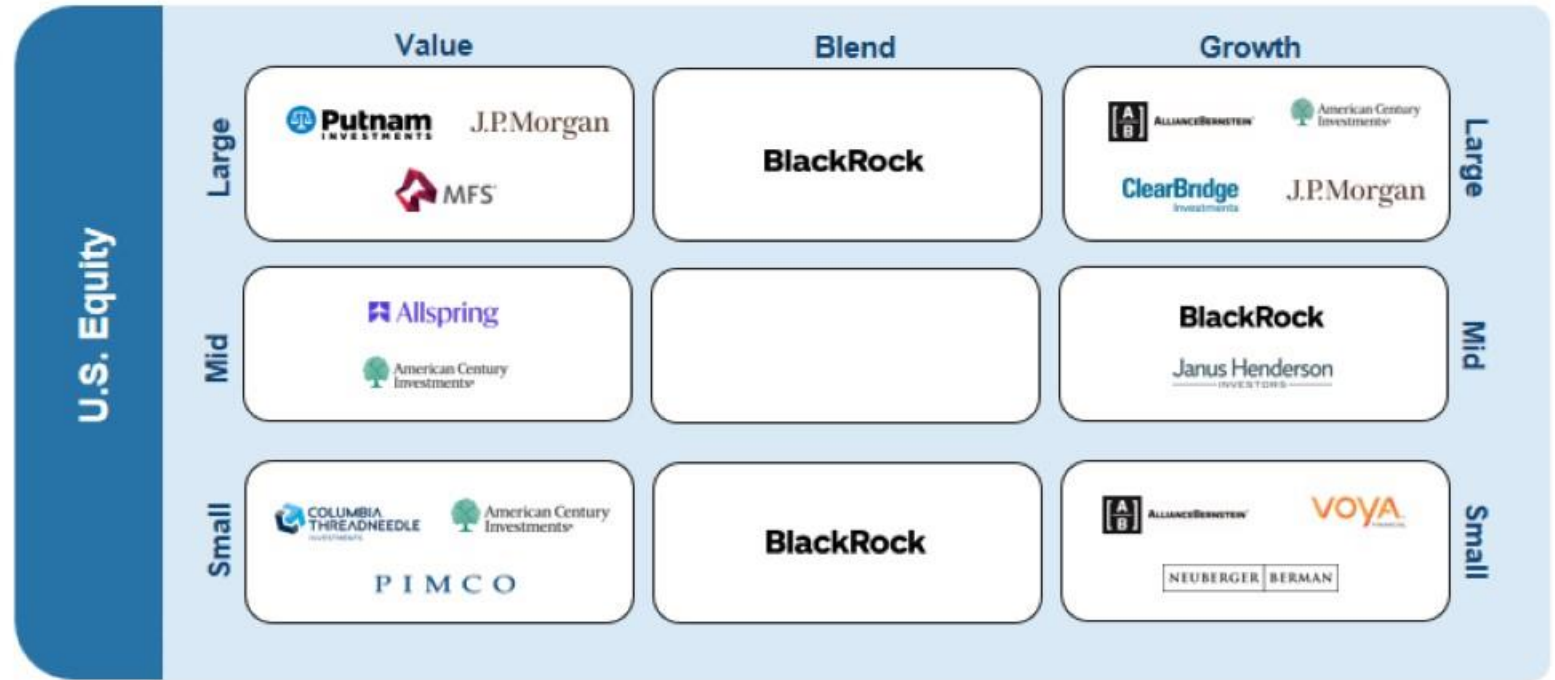 Value Blend Growth
Large
Putnam J.P.Morgan
INVESTMENTS
MFS
BlackRock
[A B] ALLIANCEBERNSTEIN American Century
Investments
ClearBridge J.P.Morgan
Investments
Large
U.S. Equity
Mid
Allspring
American Century
Investments
BlackRock
Janus Henderson
INVESTORS
Mid
Small
COLUMBIA American Century
THREADNEEDLE Investments
INVESTMENTS
PIMCO
BlackRock
[A B] ALLIANCEBERNSTEIN VOYA
FINANCIAL
NEUBERGER BERMAN
Small